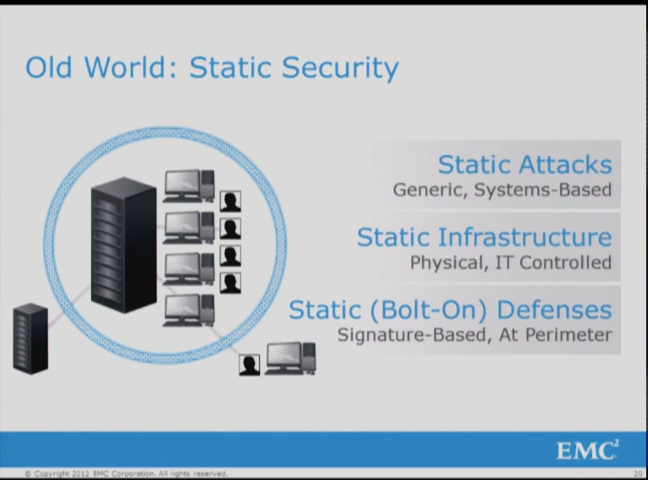 Old World: Static Security
Static Attacks
Generic, Systems-Based
Static Infrastructure
Physical, IT Controlled
Static (Bolt-On) Defenses
Signature-Based, At Perimeter
EMC²
© Copyright 2012 EMC Corporation. All rights reserved.
20